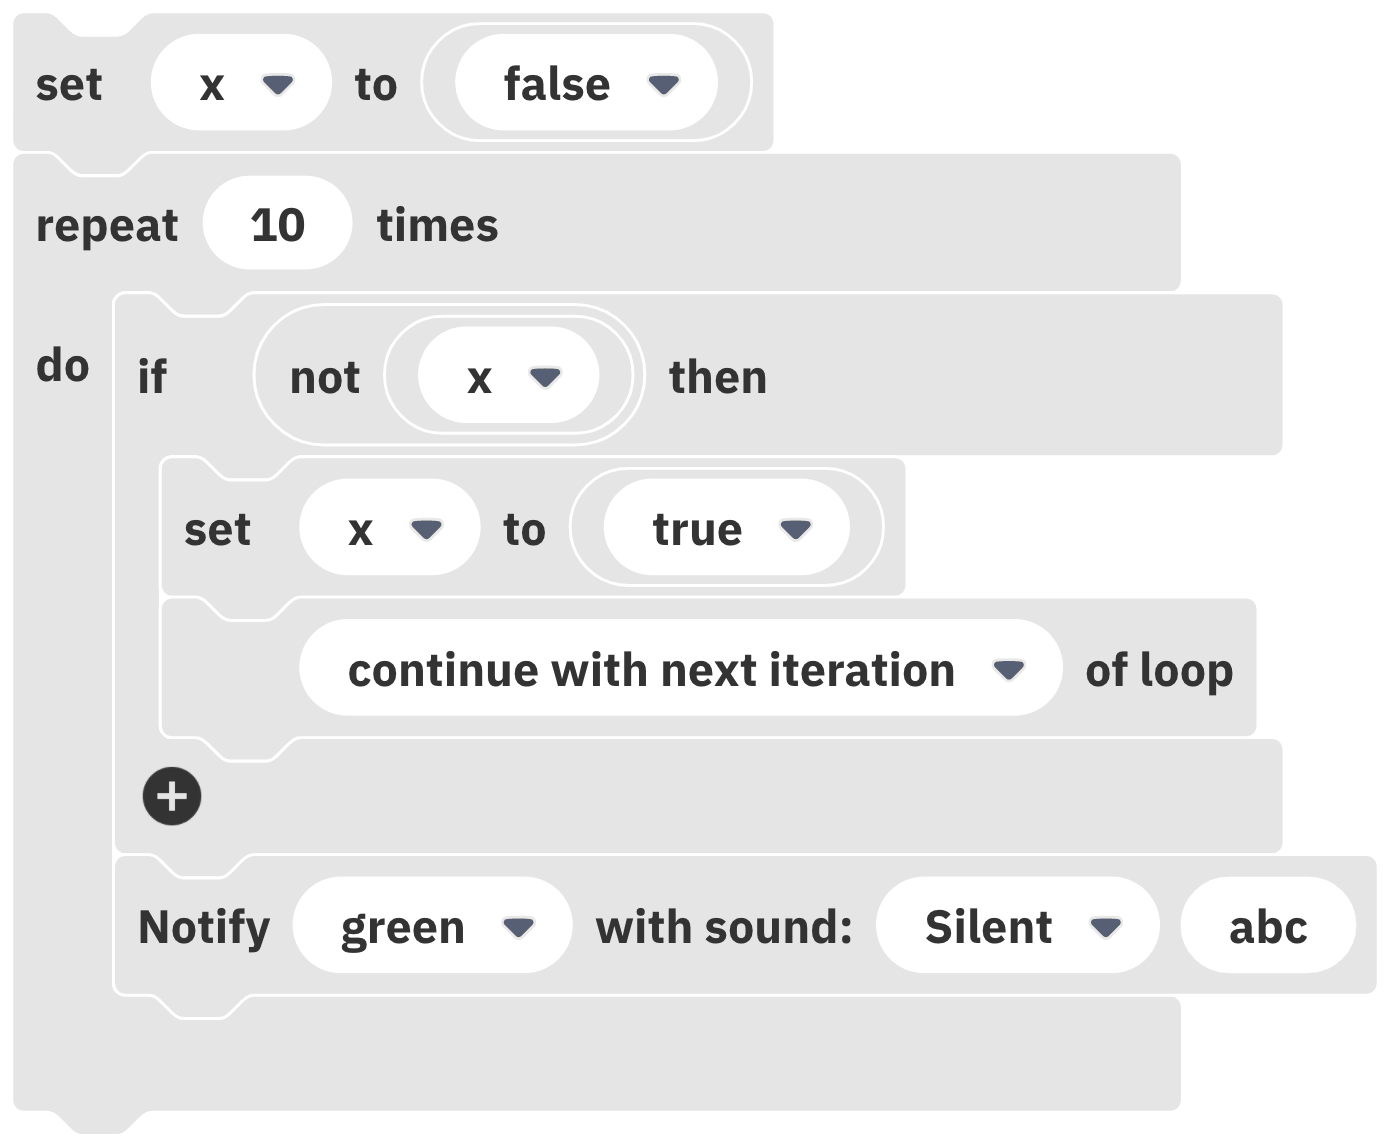 set x to false
repeat 10 times
do if not x then
set x to true
continue with next iteration of loop
Notify green with sound: Silent abc